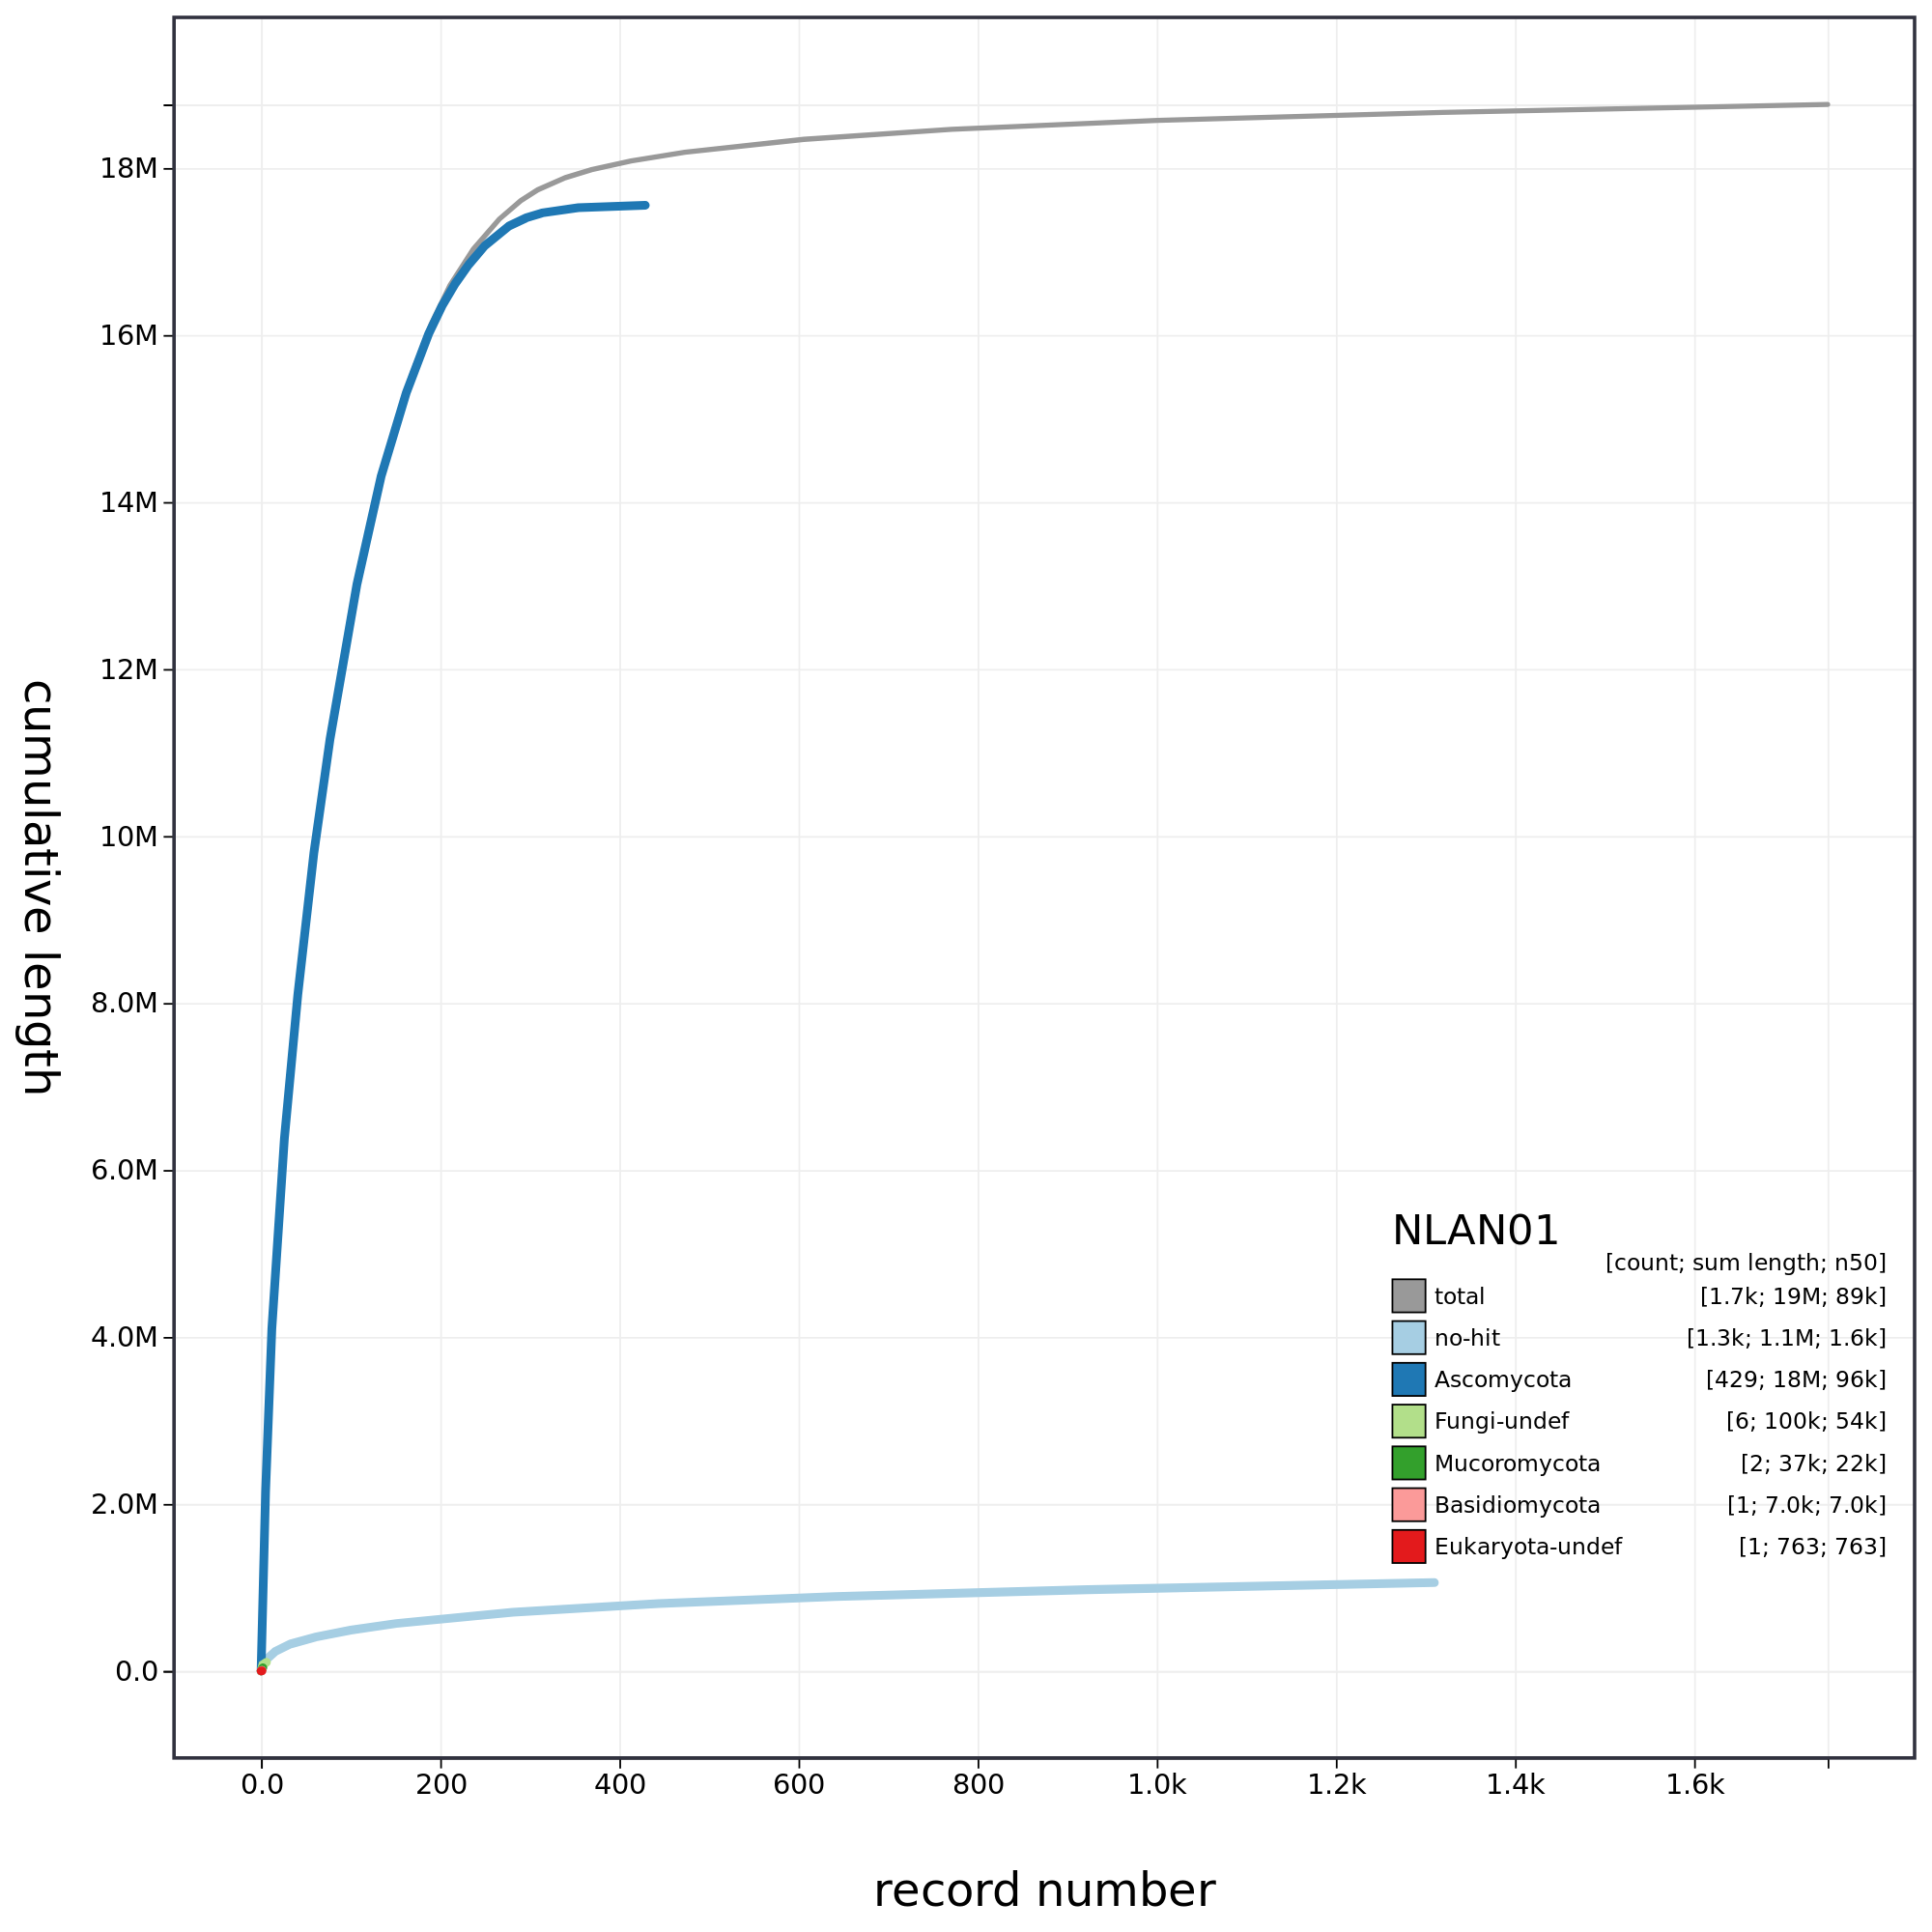 18M
16M
14M
12M
10M
8.0M
6.0M
4.0M
2.0M
0.0
cumulative length
NLAN01
[count; sum length; n50]
total [1.7k; 19M; 89k]
no-hit [1.3k; 1.1M; 1.6k]
Ascomycota [429; 18M; 96k]
Fungi-undef [6; 100k; 54k]
Mucoromycota [2; 37k; 22k]
Basidiomycota [1; 7.0k; 7.0k]
Eukaryota-undef [1; 763; 763]
0.0 200 400 600 800 1.0k 1.2k 1.4k 1.6k
record number